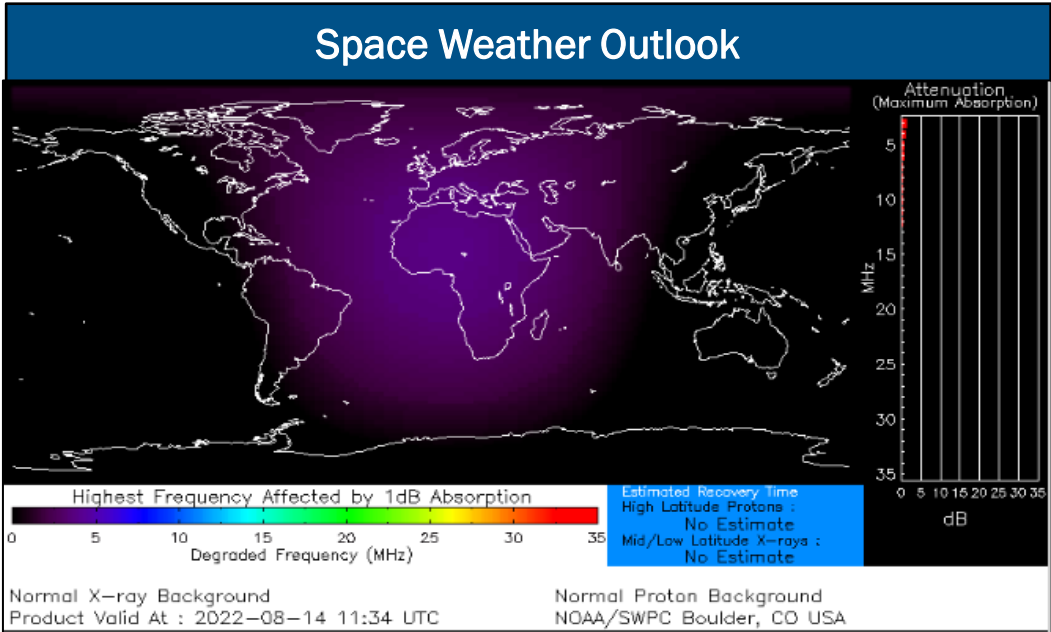 Space Weather Outlook
Attenuation
(Maximum Absorption)
5
10
15
20
25
30
35
MHz
0 5 10 15 20 25 30 35
dB
Highest Frequency Affected by 1dB Absorption
0 5 10 15 20 25 30 35
Degraded Frequency (MHz)
Estimated Recovery Time
High Latitude Protons :
No Estimate
Mid/Low Latitude X-rays :
No Estimate
Normal X-ray Background
Product Valid At : 2022-08-14 11:34 UTC
Normal Proton Background
NOAA/SWPC Boulder, CO USA